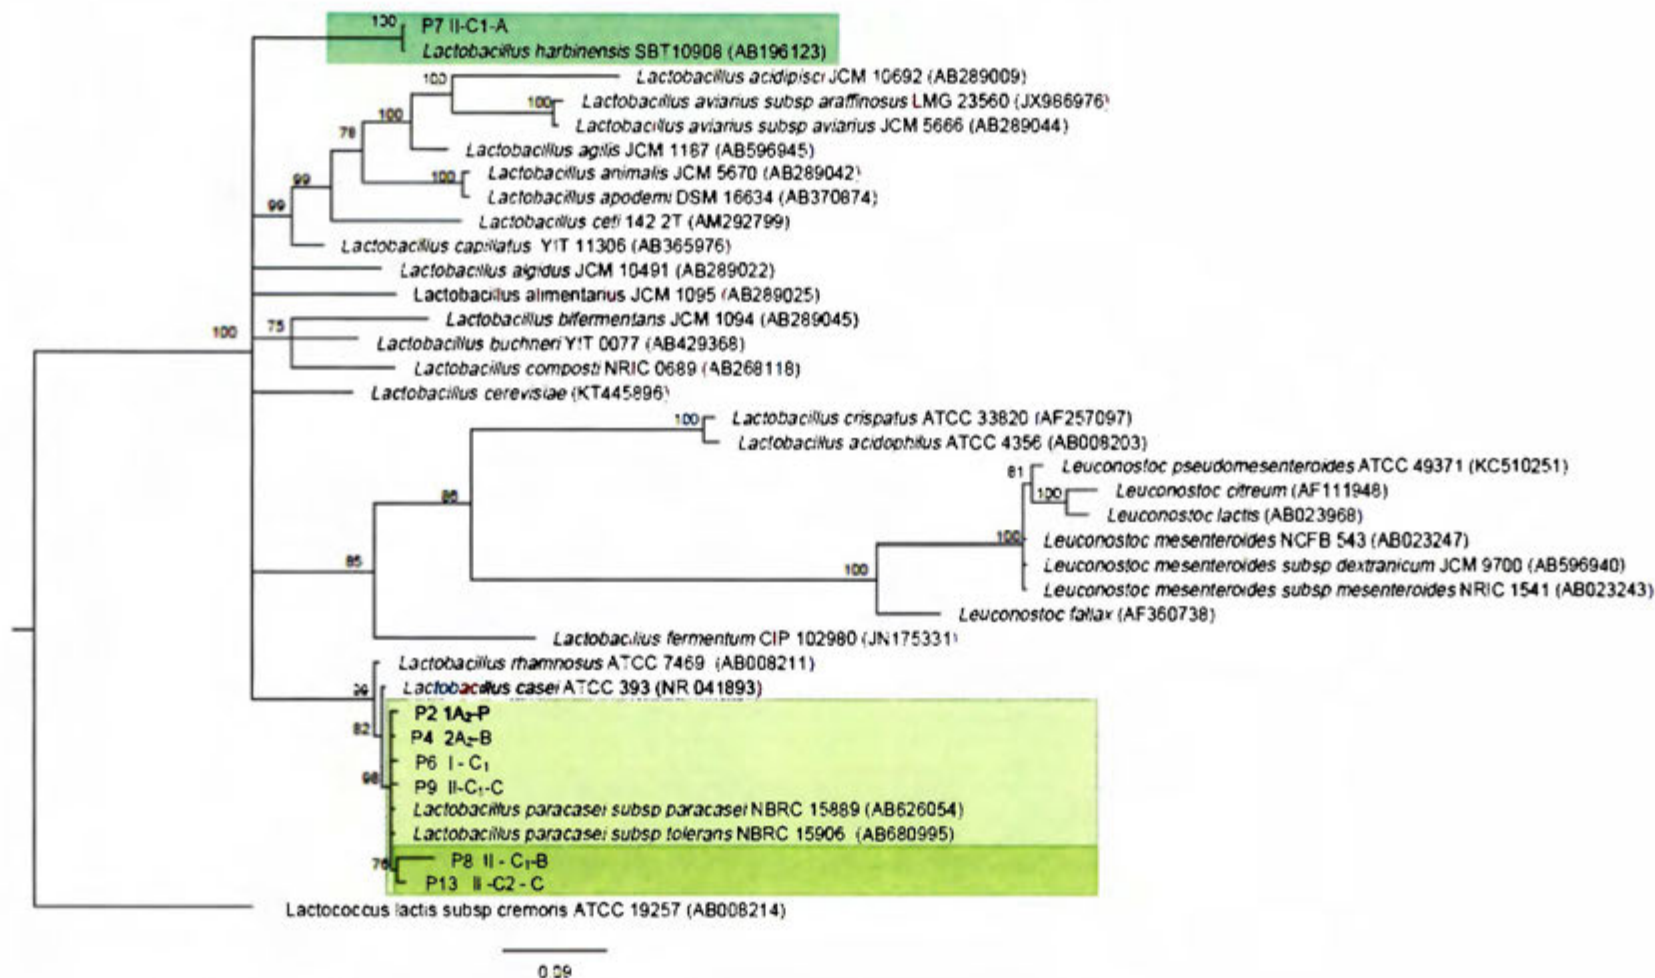 100
P7 II-C1-A
Lactobacillus harbinensis SBT10908 (AB196123)
100
Lactobacillus acidipisci JCM 10692 (AB289009)
100
Lactobacillus aviarius subsp araffinosus LMG 23560 (JX986976)
100
Lactobacillus aviarius subsp aviarius JCM 5666 (AB289044)
78
Lactobacillus agilis JCM 1187 (AB596945)
Lactobacillus animalis JCM 5670 (AB289042)
99
100
Lactobacillus apodemi DSM 16634 (AB370874)
99
Lactobacillus ceti 142 2T (AM292799)
Lactobacillus capillatus YIT 11306 (AB365976)
Lactobacillus algidus JCM 10491 (AB289022)
Lactobacillus alimentarius JCM 1095 (AB289025)
75
Lactobacillus bifermentans JCM 1094 (AB289045)
100
Lactobacillus buchneri YIT 0077 (AB429368)
Lactobacillus composti NRIC 0689 (AB268118)
Lactobacillus cerevisiae (KT445896)
100
Lactobacillus crispatus ATCC 33820 (AF257097)
Lactobacillus acidophilus ATCC 4356 (AB008203)
81
Leuconostoc pseudomesenteroides ATCC 49371 (KC510251)
100
Leuconostoc citreum (AF111948)
Leuconostoc lactis (AB023968)
100
Leuconostoc mesenteroides NCFB 543 (AB023247)
85
100
Leuconostoc mesenteroides subsp dextranicum JCM 9700 (AB596940)
Leuconostoc mesenteroides subsp mesenteroides NRIC 1541 (AB023243)
Leuconostoc fallax (AF360738)
Lactobacillus fermentum CIP 102980 (JN175331)
Lactobacillus rhamnosus ATCC 7469 (AB008211)
Lactobacillus casei ATCC 393 (NR 041893)
P2 1A₂-P
82
P4 2A₂-B
P6 I - C₁
98
P9 II-C₁-C
Lactobacillus paracasei subsp paracasei NBRC 15889 (AB626054)
Lactobacillus paracasei subsp tolerans NBRC 15906 (AB680995)
76
P8 II - C₁-B
P13 II -C2 - C
Lactococcus lactis subsp cremoris ATCC 19257 (AB008214)
0.09